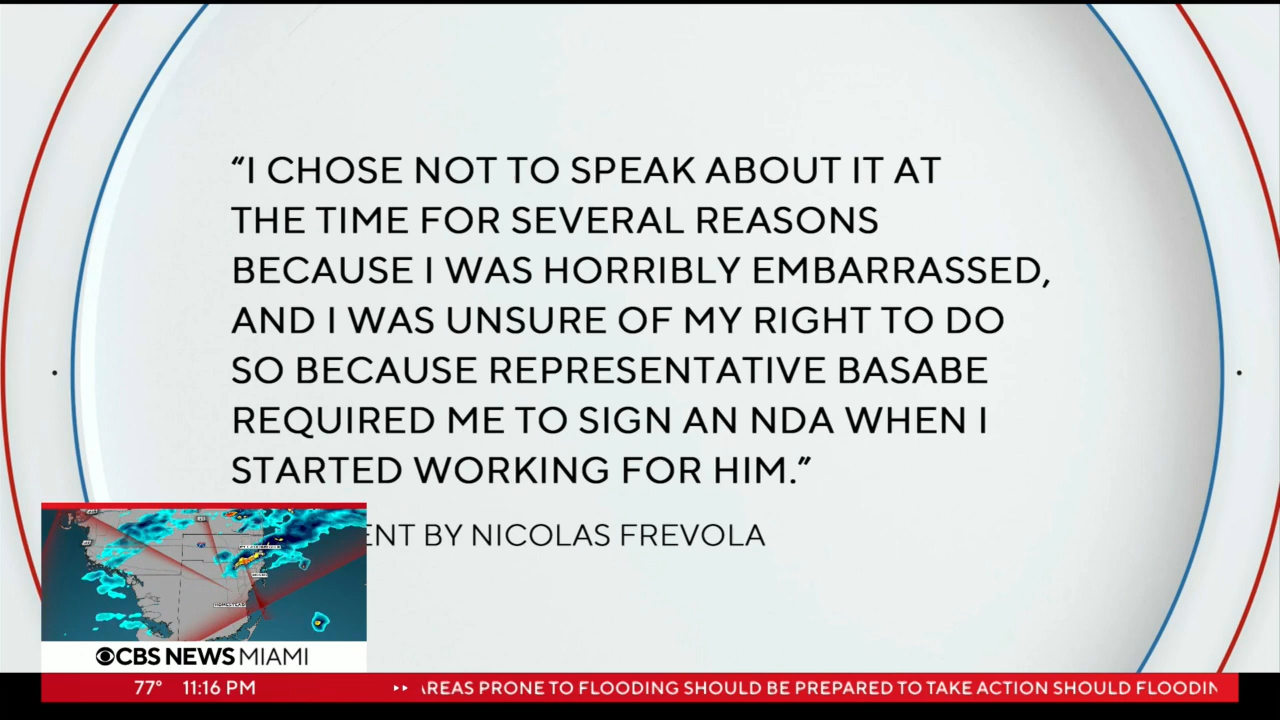 “I CHOSE NOT TO SPEAK ABOUT IT AT
THE TIME FOR SEVERAL REASONS
BECAUSE I WAS HORRIBLY EMBARRASSED,
AND I WAS UNSURE OF MY RIGHT TO DO
SO BECAUSE REPRESENTATIVE BASABE
REQUIRED ME TO SIGN AN NDA WHEN I
STARTED WORKING FOR HIM.”
ENT BY NICOLAS FREVOLA
HOMESTEAD
CBS NEWS MIAMI
77° 11:16 PM
AREAS PRONE TO FLOODING SHOULD BE PREPARED TO TAKE ACTION SHOULD FLOODIN